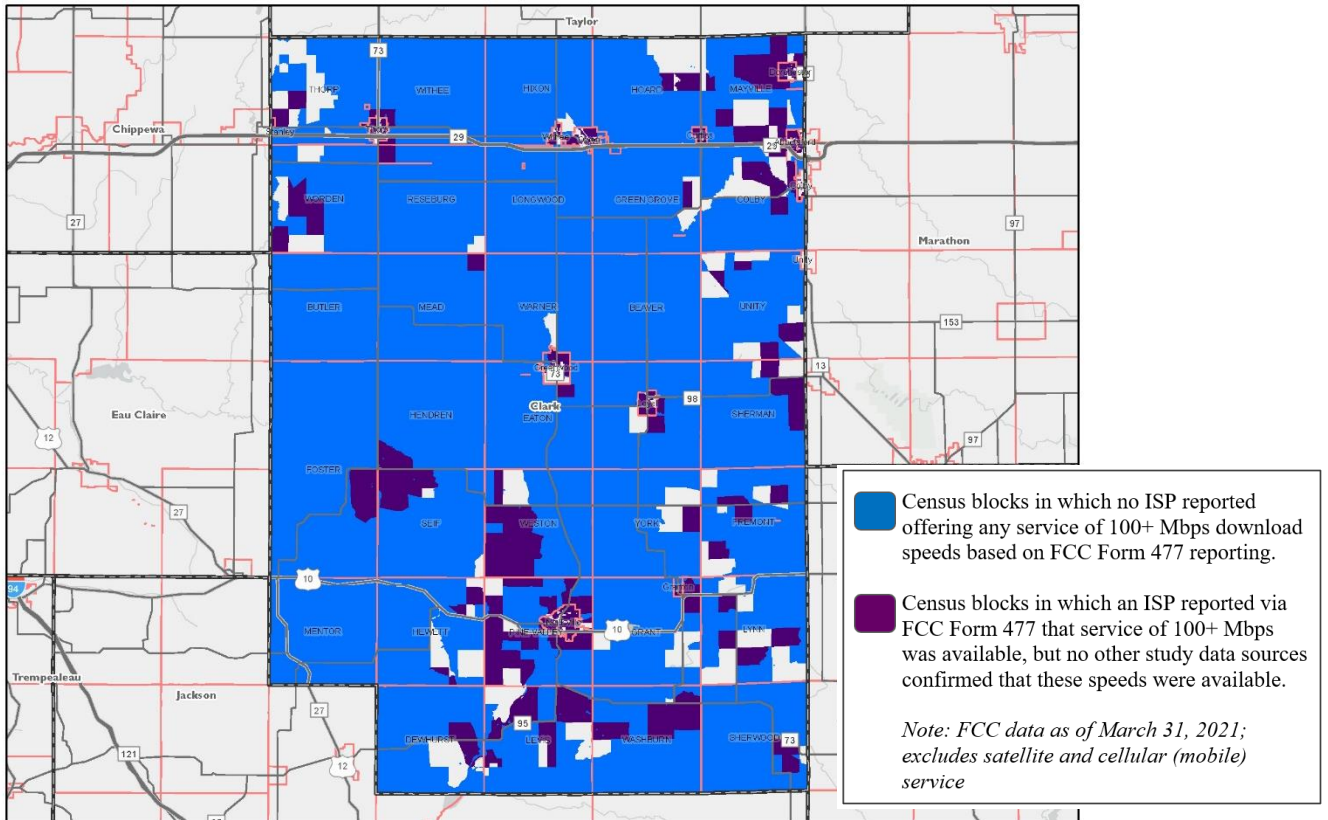 Taylor
73
THORP
WITHEE
HIXON
HOARD
MAYVILLE
Dorchester
Chippewa
Stanley
29
29
Abbotsford
27
WORDEN
RESEBURG
LONGWOOD
GREEN GROVE
COLBY
97
Marathon
Unity
BUTLER
MEAD
WARNER
BEAVER
UNITY
153
13
Greenwood
73
Clark
98
Eau Claire
HENDREN
EATON
SHERMAN
12
97
FOSTER
27
SEIF
WESTON
YORK
FREMONT
10
94
Granton
MENTOR
HEWETT
PINE VALLEY
10
GRANT
LYNN
Trempealeau
Jackson
27
95
121
12
DEWHURST
LEVIS
WASHBURN
SHERWOOD
73
Census blocks in which no ISP reported
offering any service of 100+ Mbps download
speeds based on FCC Form 477 reporting.
Census blocks in which an ISP reported via
FCC Form 477 that service of 100+ Mbps
was available, but no other study data sources
confirmed that these speeds were available.
Note: FCC data as of March 31, 2021;
excludes satellite and cellular (mobile)
service